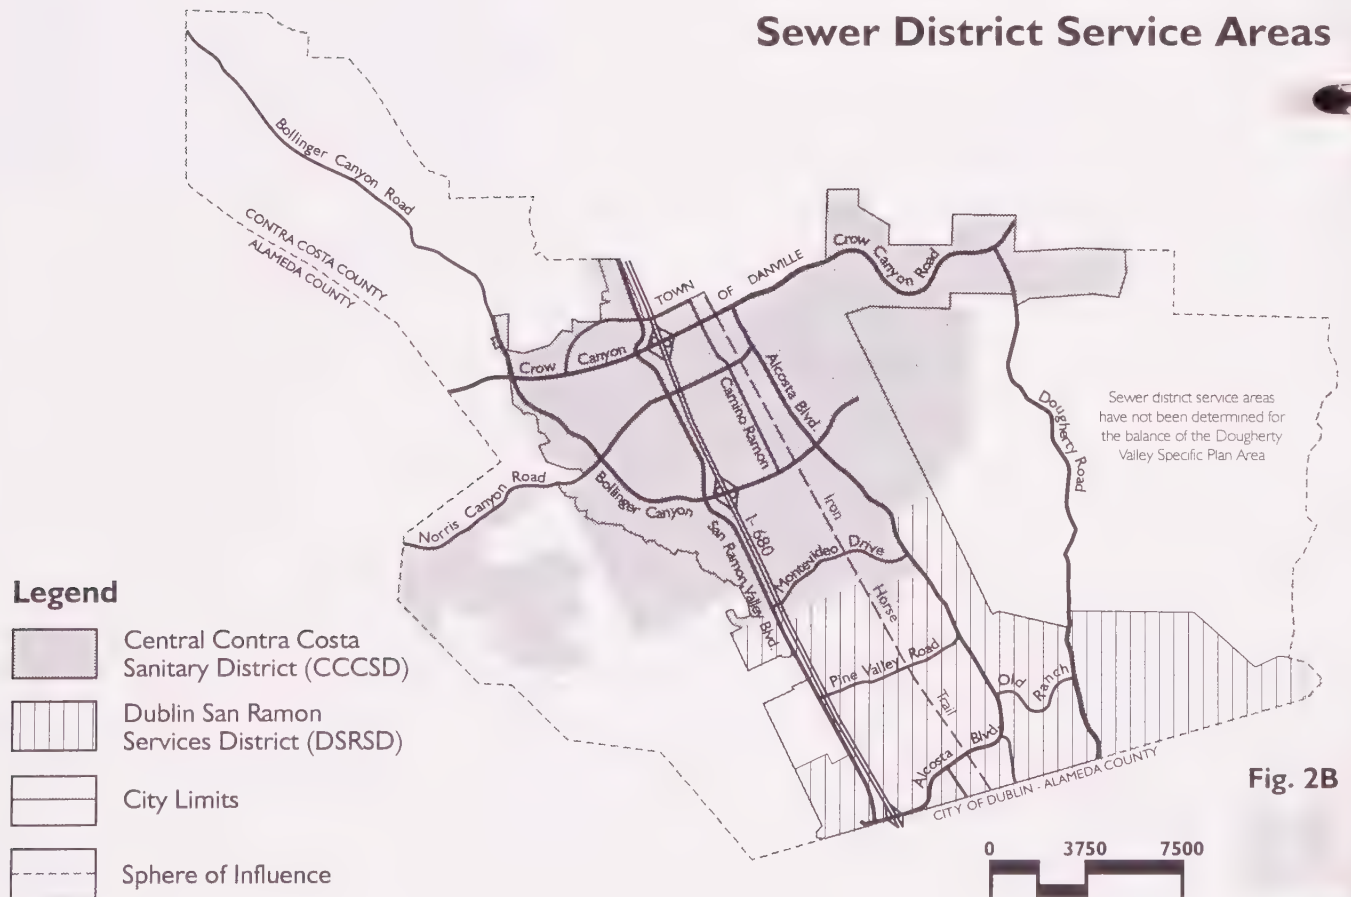 Sewer District Service Areas
Bollinger Canyon Road
CONTRA COSTA COUNTY
ALAMEDA COUNTY
TOWN OF DANVILLE
Crow Canyon Road
Crow Canyon
Alcosta Blvd.
Camino Ramon
Dougherty Road
Sewer district service areas
have not been determined for
the balance of the Dougherty
Valley Specific Plan Area
Norris Canyon Road
Bollinger Canyon
San Ramon Valley Blvd.
I-680
Iron Horse Trail
Montevideo Drive
Pine Valley Road
Old Ranch
Alcosta Blvd.
CITY OF DUBLIN - ALAMEDA COUNTY
Legend
Central Contra Costa
Sanitary District (CCCSD)
Dublin San Ramon
Services District (DSRSD)
City Limits
Sphere of Influence
Fig. 2B
0 3750 7500